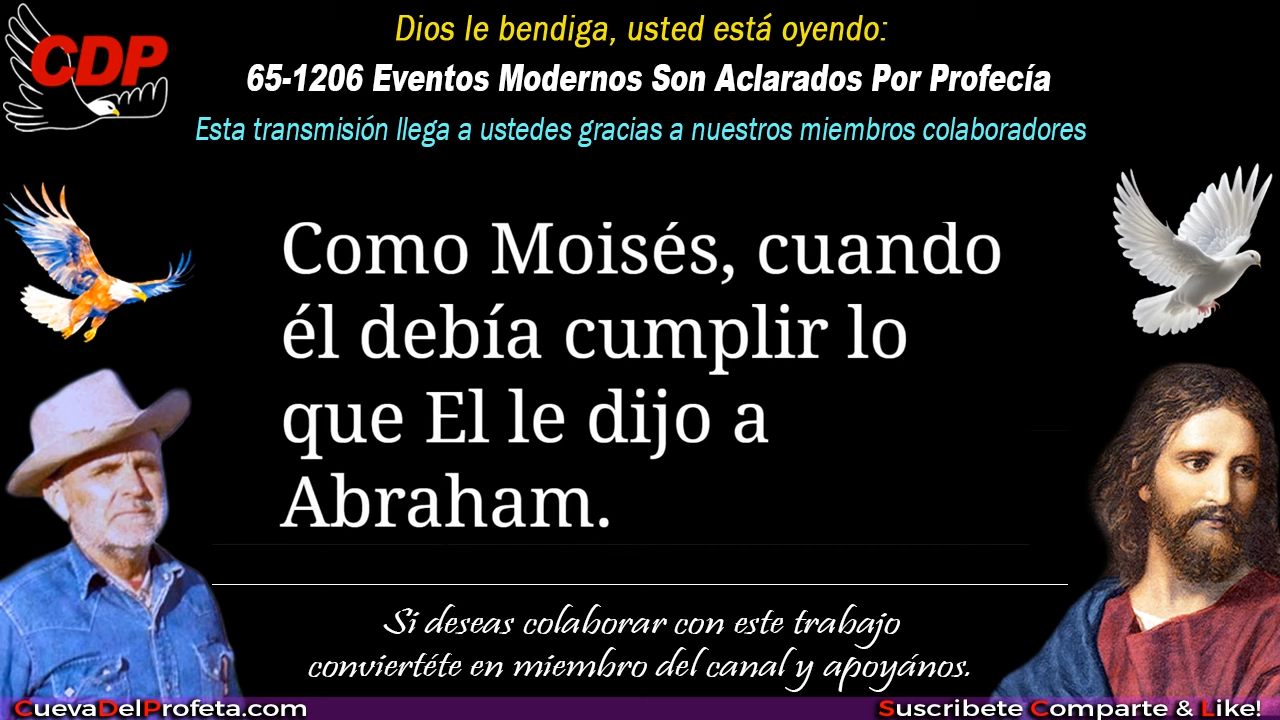 CDP
Dios le bendiga, usted está oyendo:
65-1206 Eventos Modernos Son Aclarados Por Profecía
Esta transmisión llega a ustedes gracias a nuestros miembros colaboradores
Como Moisés, cuando
él debía cumplir lo
que El le dijo a
Abraham.
Si deseas colaborar con este trabajo
conviertéte en miembro del canal y apoyános.
CuevaDelProfeta.com
Suscribete Comparte & Like!